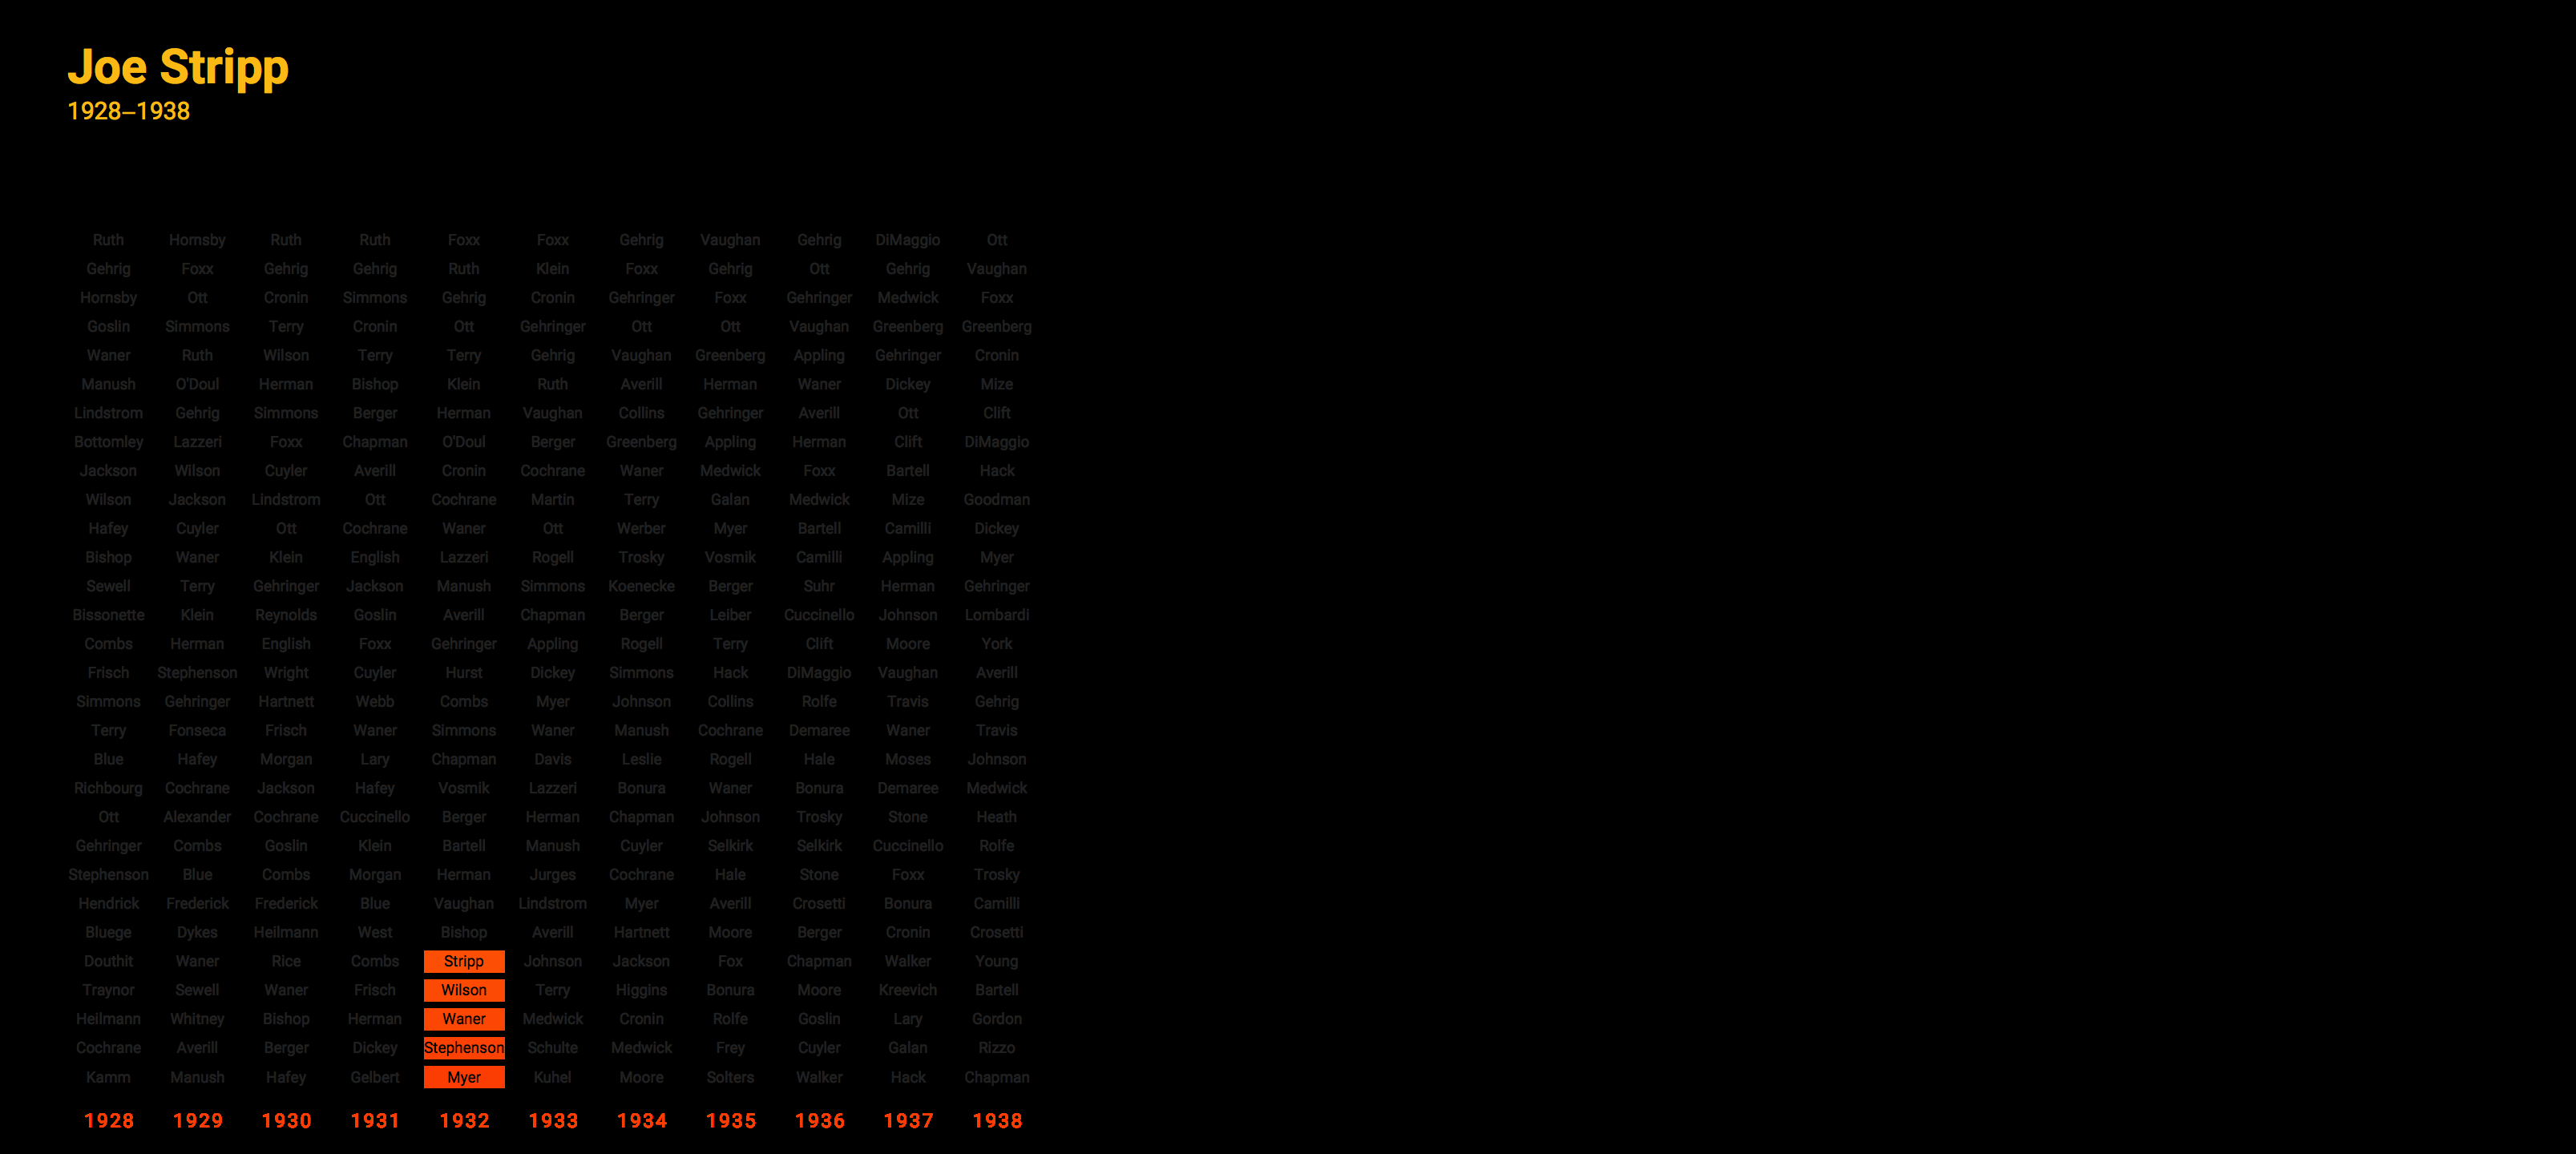 Joe Stripp
1928–1938
Ruth Hornsby Ruth Ruth Foxx Foxx Gehrig Vaughan Gehrig DiMaggio Ott
Gehrig Foxx Gehrig Gehrig Ruth Klein Foxx Gehrig Ott Gehrig Vaughan
Hornsby Ott Cronin Simmons Gehrig Cronin Gehringer Foxx Gehringer Medwick Foxx
Goslin Simmons Terry Cronin Ott Gehringer Ott Ott Vaughan Greenberg Greenberg
Waner Ruth Wilson Terry Terry Gehrig Vaughan Greenberg Appling Gehringer Cronin
Manush O'Doul Herman Bishop Klein Ruth Averill Herman Waner Dickey Mize
Lindstrom Gehrig Simmons Berger Herman Vaughan Collins Gehringer Averill Ott Clift
Bottomley Lazzeri Foxx Chapman O'Doul Berger Greenberg Appling Herman Clift DiMaggio
Jackson Wilson Cuyler Averill Cronin Cochrane Waner Medwick Foxx Bartell Hack
Wilson Jackson Lindstrom Ott Cochrane Martin Terry Galan Medwick Mize Goodman
Hafey Cuyler Ott Cochrane Waner Ott Werber Myer Bartell Camilli Dickey
Bishop Waner Klein English Lazzeri Rogell Trosky Vosmik Camilli Appling Myer
Sewell Terry Gehringer Jackson Manush Simmons Koenecke Berger Suhr Herman Gehringer
Bissonette Klein Reynolds Goslin Averill Chapman Berger Leiber Cuccinello Johnson Lombardi
Combs Herman English Foxx Gehringer Appling Rogell Terry Clift Moore York
Frisch Stephenson Wright Cuyler Hurst Dickey Simmons Hack DiMaggio Vaughan Averill
Simmons Gehringer Hartnett Webb Combs Myer Johnson Collins Rolfe Travis Gehrig
Terry Fonseca Frisch Waner Simmons Waner Manush Cochrane Demaree Waner Travis
Blue Hafey Morgan Lary Chapman Davis Leslie Rogell Hale Moses Johnson
Richbourg Cochrane Jackson Hafey Vosmik Lazzeri Bonura Waner Bonura Demaree Medwick
Ott Alexander Cochrane Cuccinello Berger Herman Chapman Johnson Trosky Stone Heath
Gehringer Combs Goslin Klein Bartell Manush Cuyler Selkirk Selkirk Cuccinello Rolfe
Stephenson Blue Combs Morgan Herman Jurges Cochrane Hale Stone Foxx Trosky
Hendrick Frederick Frederick Blue Vaughan Lindstrom Myer Averill Crosetti Bonura Camilli
Bluege Dykes Heilmann West Bishop Averill Hartnett Moore Berger Cronin Crosetti
Douthit Waner Rice Combs Stripp Johnson Jackson Fox Chapman Walker Young
Traynor Sewell Waner Frisch Wilson Terry Higgins Bonura Moore Kreevich Bartell
Heilmann Whitney Bishop Herman Waner Medwick Cronin Rolfe Goslin Lary Gordon
Cochrane Averill Berger Dickey Stephenson Schulte Medwick Frey Cuyler Galan Rizzo
Kamm Manush Hafey Gelbert Myer Kuhel Moore Solters Walker Hack Chapman
1928 1929 1930 1931 1932 1933 1934 1935 1936 1937 1938